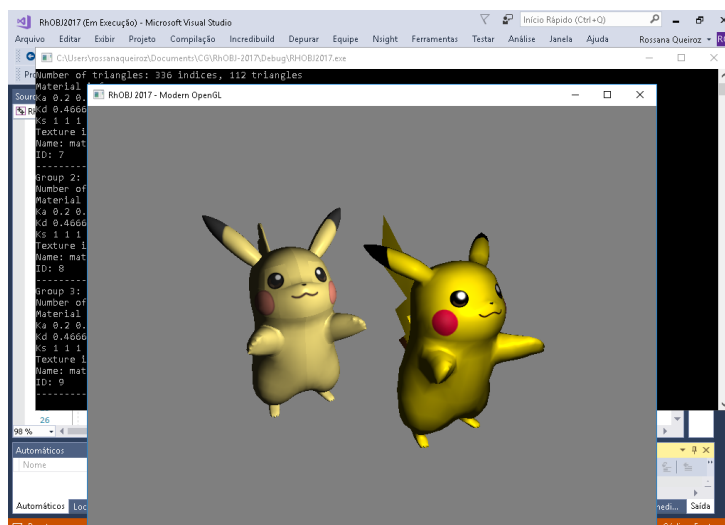 RhOBJ2017 (Em Execução) - Microsoft Visual Studio
Início Rápido (Ctrl+Q)
Arquivo Editar Exibir Projeto Compilação Incredibuild Depurar Equipe Nsight Ferramentas Testar Análise Janela Ajuda Rossana Queiroz
C:\Users\rossanaqueiroz\Documents\CG\RhOBJ-2017\Debug\RHOBJ2017.exe
Number of triangles: 336 indices, 112 triangles
Material
RhOBJ 2017 - Modern OpenGL
Ka 0.2 0.
Kd 0.4666
Ks 1 1 1
Texture i
Name: mat
ID: 7
Group 2:
Number of
Material
Ka 0.2 0.
Kd 0.4666
Ks 1 1 1
Texture i
Name: mat
ID: 8
Group 3:
Number of
Material
Ka 0.2 0.
Kd 0.4666
Ks 1 1 1
Texture i
Name: mat
ID: 9
26
98 %
Automáticos
Nome
Automáticos Loc
Saída